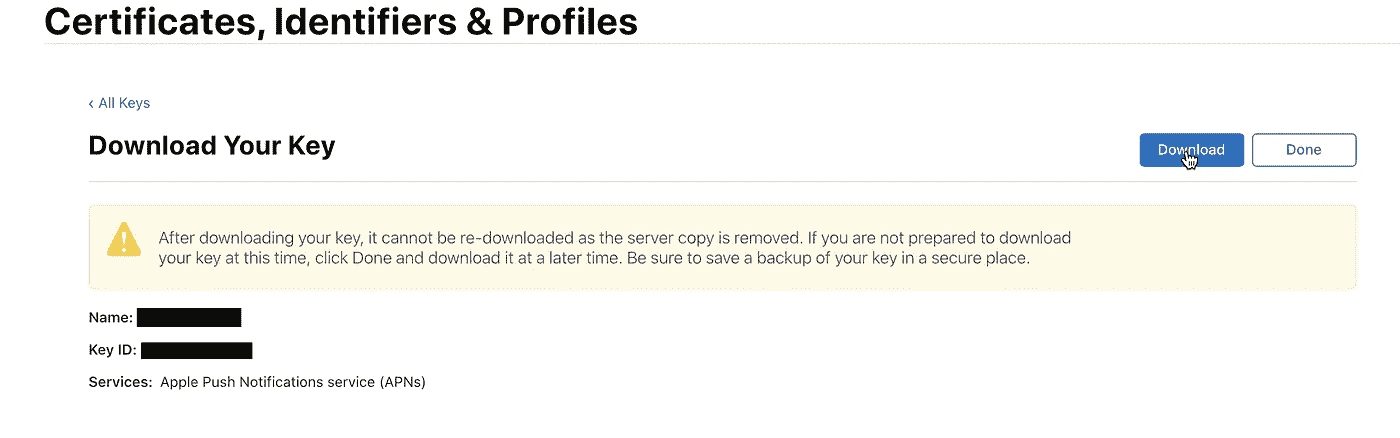 Certificates, Identifiers & Profiles
‹ All Keys
Download Your Key
Download
Done
After downloading your key, it cannot be re-downloaded as the server copy is removed. If you are not prepared to download
your key at this time, click Done and download it at a later time. Be sure to save a backup of your key in a secure place.
Name:
Key ID:
Services: Apple Push Notifications service (APNs)